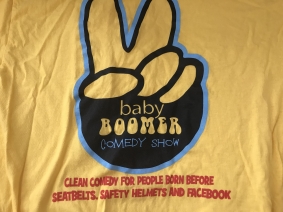 baby
BOOMER
COMEDY SHOW
CLEAN COMEDY FOR PEOPLE BORN BEFORE
SEATBELTS, SAFETY HELMETS AND FACEBOOK